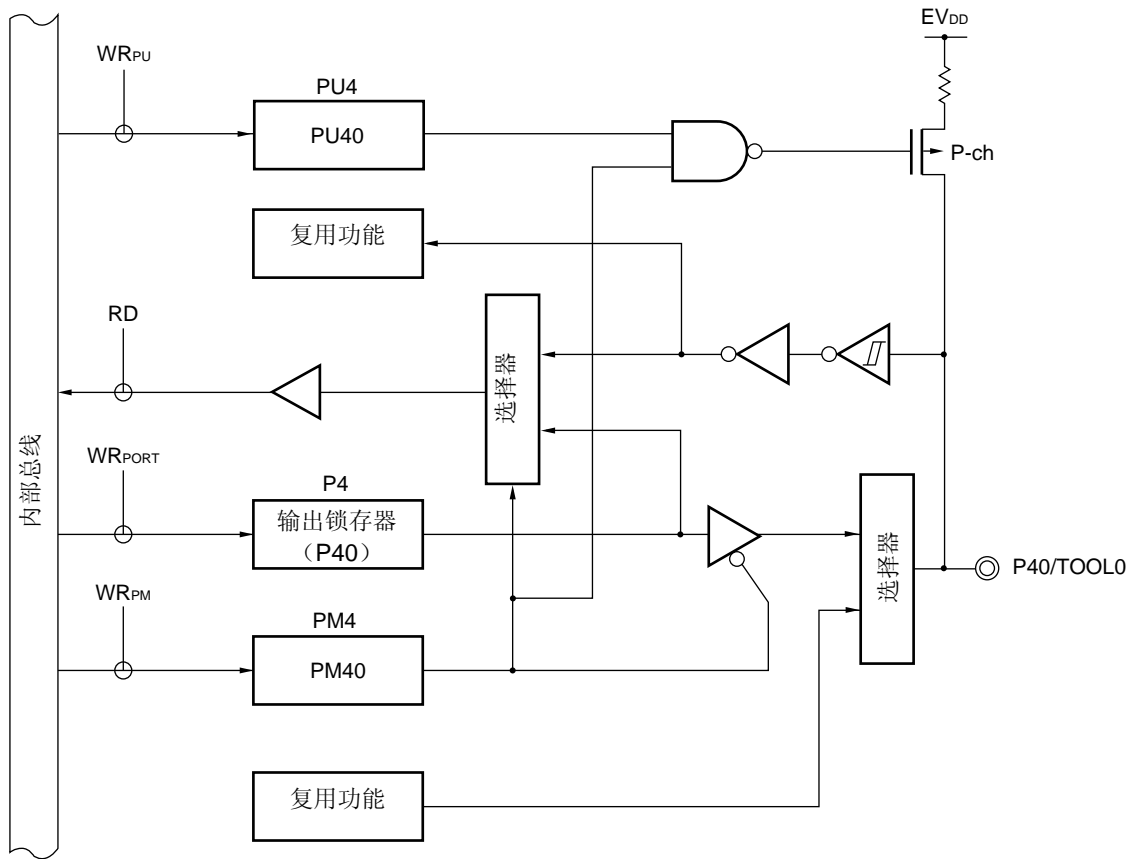 EVDD
WRPU
PU4
PU40
P-ch
复用功能
RD
选择器
内部总线
WRPORT
P4
输出锁存器
（P40）
选择器
P40/TOOL0
WRPM
PM4
PM40
复用功能